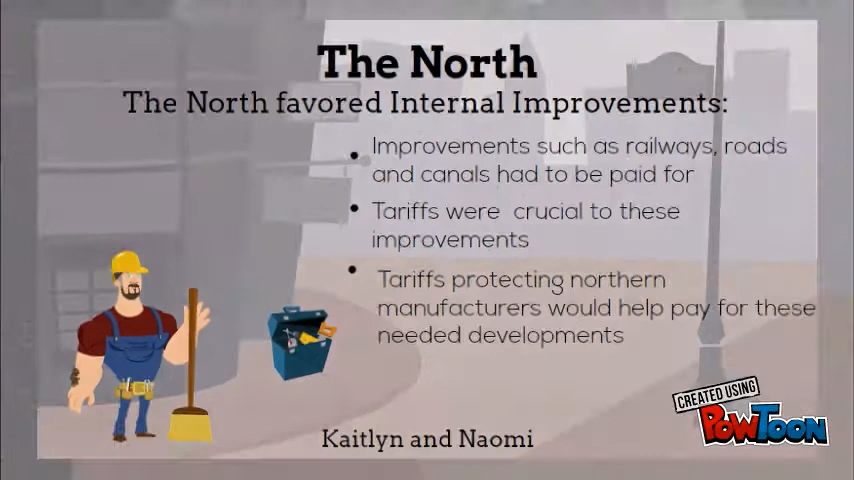 The North
The North favored Internal Improvements:
• Improvements such as railways, roads
and canals had to be paid for
• Tariffs were crucial to these
improvements
• Tariffs protecting northern
manufacturers would help pay for these
needed developments
Kaitlyn and Naomi
CREATED USING
POWTOON